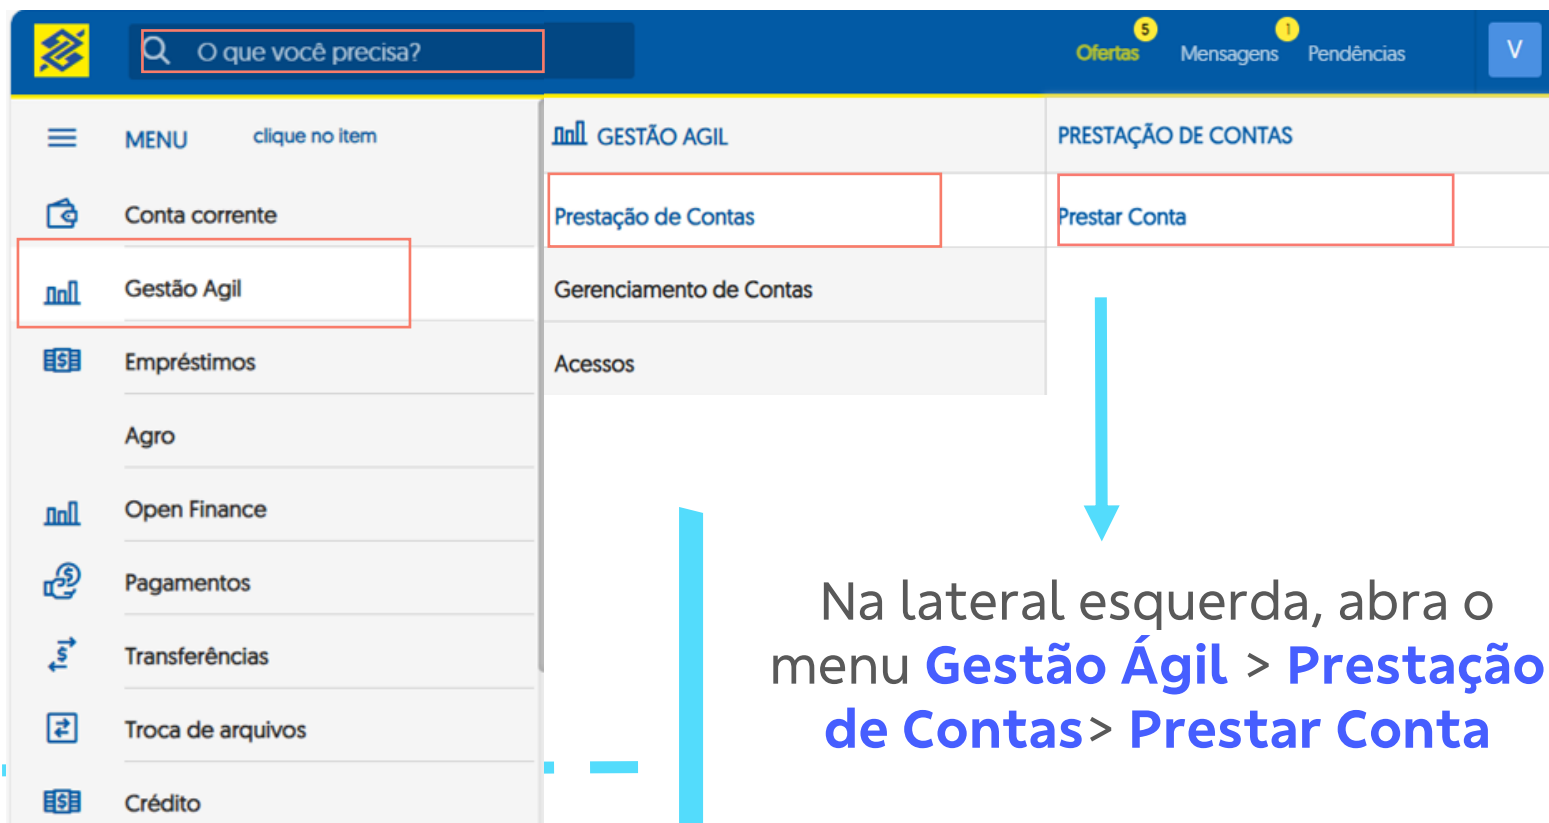 O que você precisa?
5
Ofertas
1
Mensagens
Pendências
V
MENU
clique no item
GESTÃO AGIL
PRESTAÇÃO DE CONTAS
Conta corrente
Prestação de Contas
Prestar Conta
Gestão Agil
Gerenciamento de Contas
Empréstimos
Acessos
Agro
Open Finance
Pagamentos
Transferências
Troca de arquivos
Crédito
Na lateral esquerda, abra o
menu Gestão Ágil > Prestação
de Contas> Prestar Conta